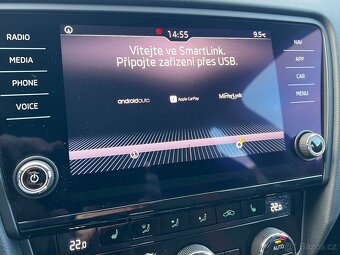 14:55
9.5°C
RADIO
MEDIA
PHONE
VOICE
Vítejte ve SmartLink.
Připojte zařízení přes USB.
androidauto
Apple CarPlay
MirrorLink
NAV
APP
CAR
MENU
22.0
22.0
AUTO